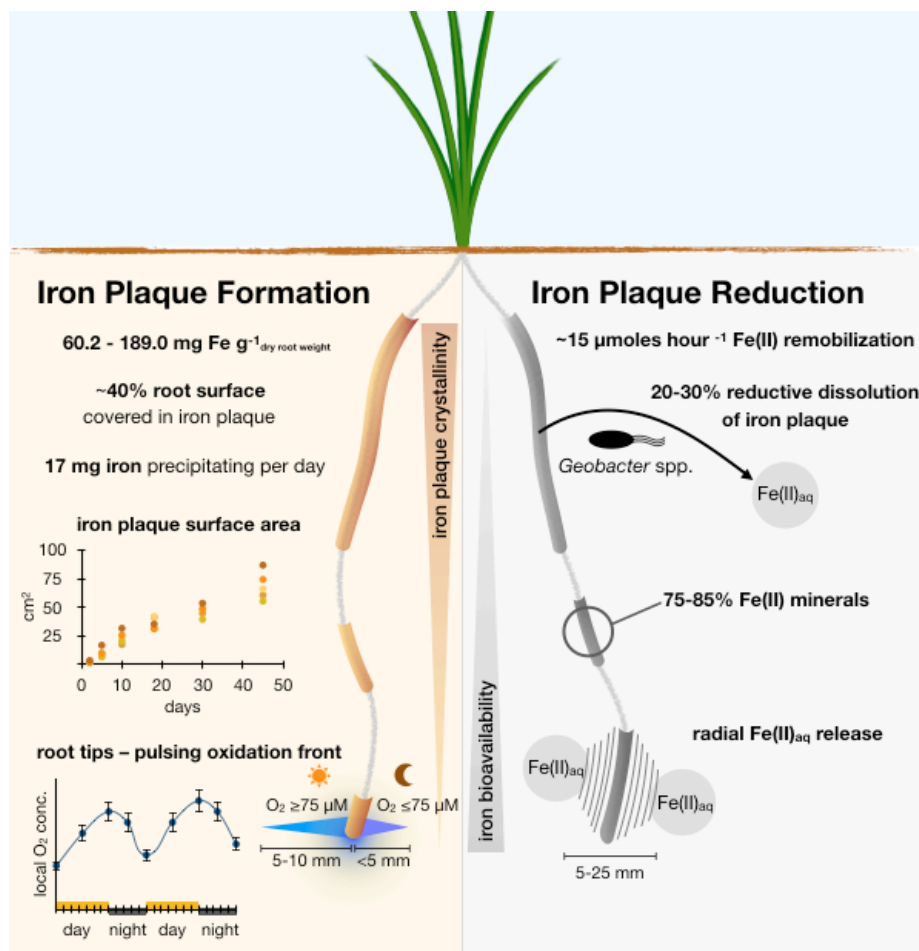 Iron Plaque Formation
60.2 - 189.0 mg Fe g⁻¹ dry root weight
~40% root surface
covered in iron plaque
17 mg iron precipitating per day
iron plaque surface area
100
75
50
25
cm²
0 10 20 30 40 50
days
root tips – pulsing oxidation front
local O₂ conc.
day night day night
O₂ ≥75 µM
O₂ ≤75 µM
5-10 mm
<5 mm
iron plaque crystallinity
Iron Plaque Reduction
~15 µmoles hour ⁻¹ Fe(II) remobilization
20-30% reductive dissolution
of iron plaque
Geobacter spp.
Fe(II)aq
75-85% Fe(II) minerals
iron bioavailability
radial Fe(II)aq release
Fe(II)aq
Fe(II)aq
5-25 mm